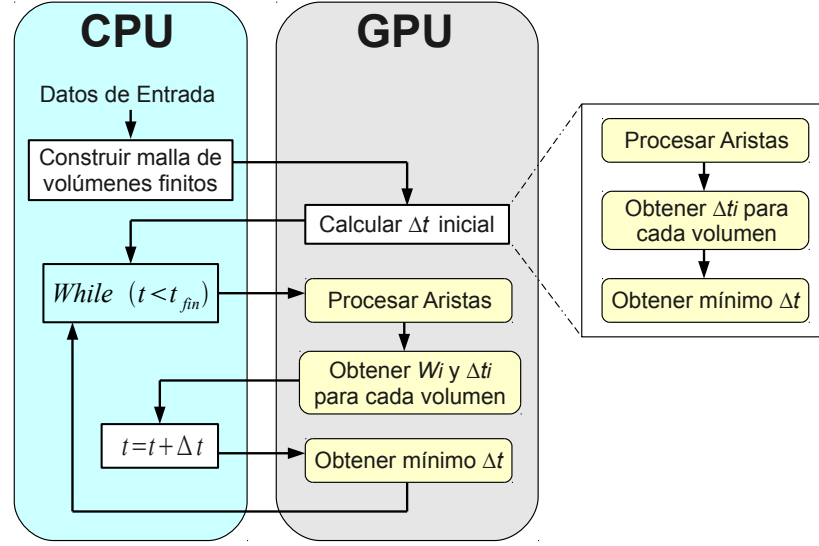 CPU
GPU
Datos de Entrada
Construir malla de
volúmenes finitos
Calcular Δt inicial
While (t<t_fin)
Procesar Aristas
Obtener Wi y Δti
para cada volumen
t=t+Δt
Obtener mínimo Δt
Procesar Aristas
Obtener Δti para
cada volumen
Obtener mínimo Δt